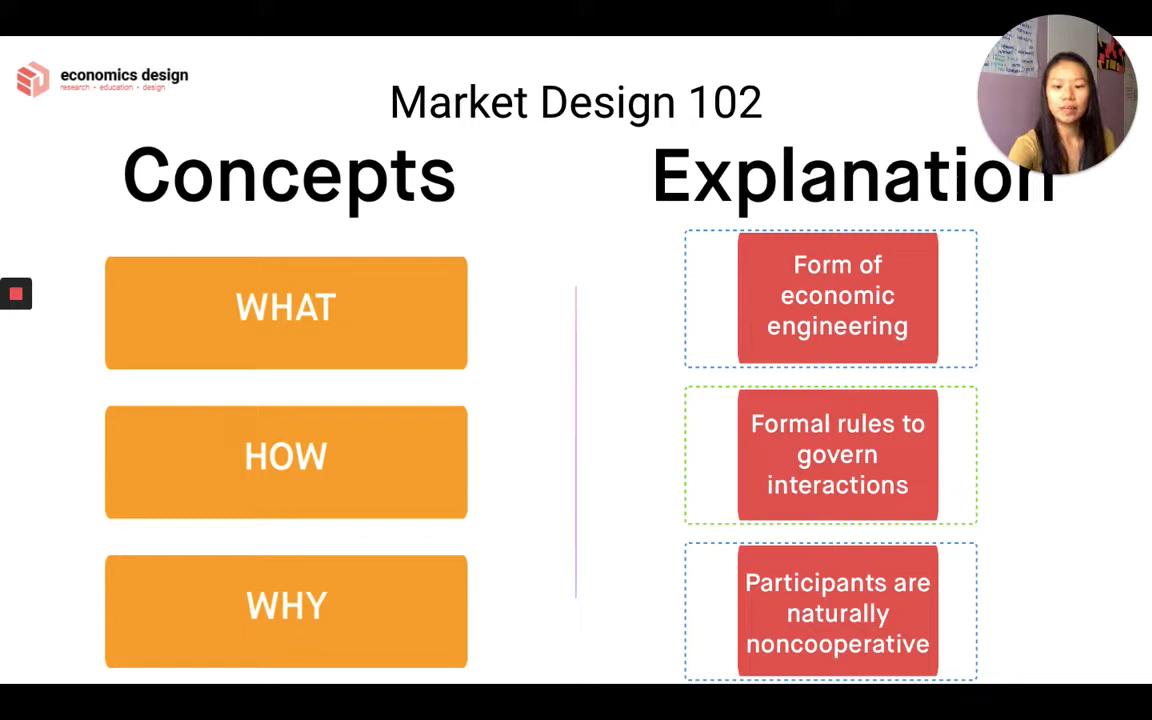 economics design
research • education • design
Market Design 102
Concepts
Explanation
WHAT
Form of
economic
engineering
HOW
Formal rules to
govern
interactions
WHY
Participants are
naturally
noncooperative